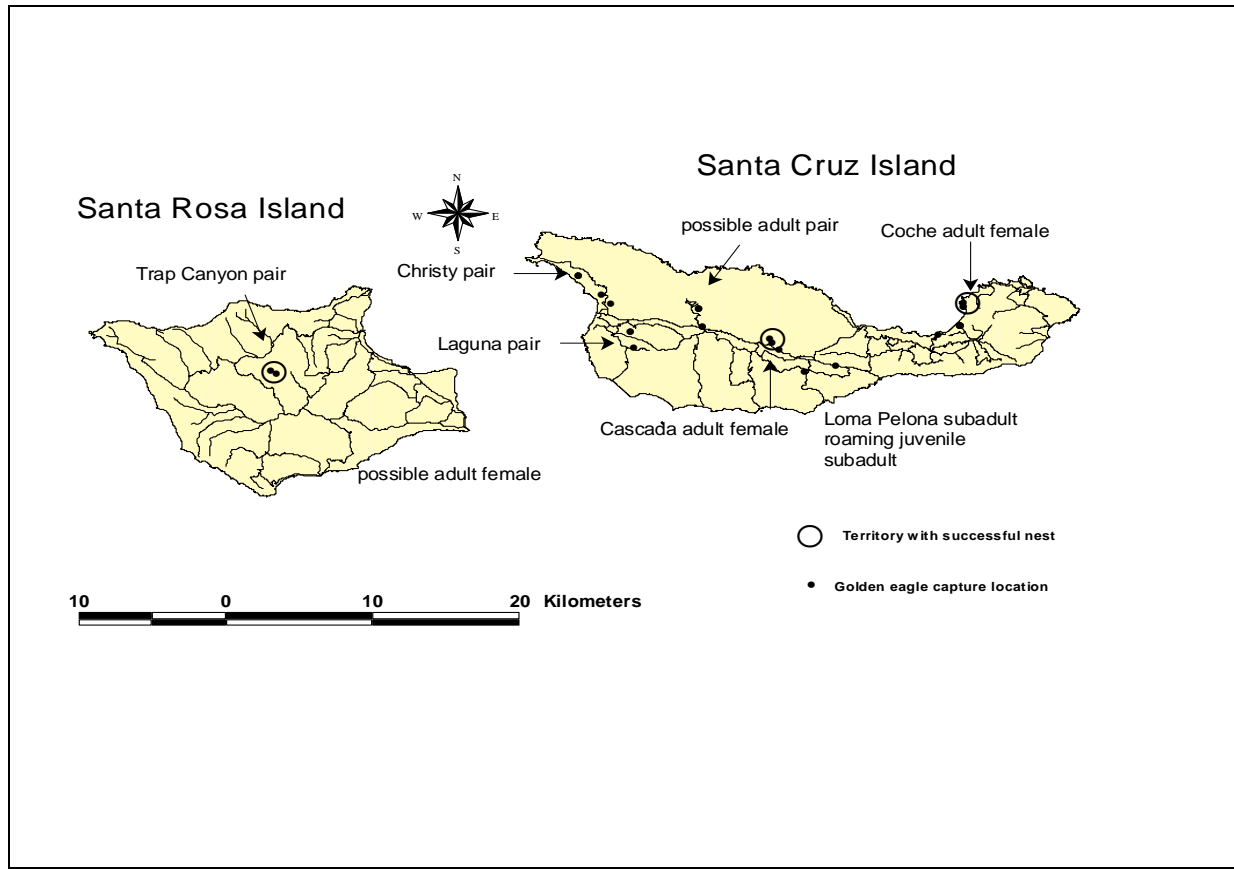 Santa Cruz Island
Santa Rosa Island
N
W
E
S
possible adult pair
Coche adult female
Trap Canyon pair
Christy pair
Laguna pair
Cascada adult female
Loma Pelona subadult
roaming juvenile
subadult
possible adult female
Territory with successful nest
Golden eagle capture location
10 0 10 20 Kilometers